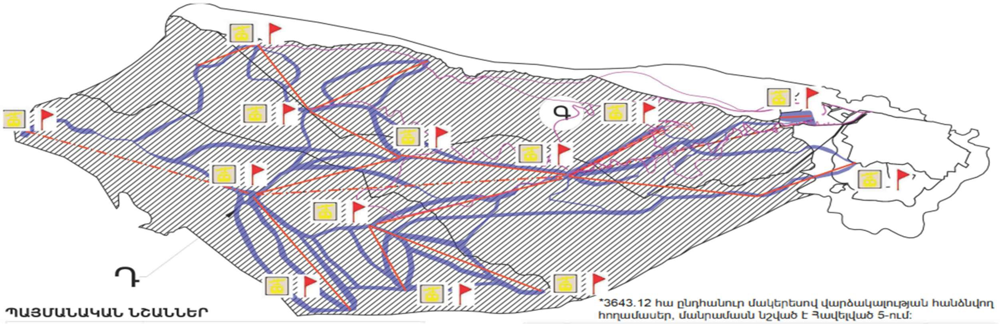 Գ
Դ
ՊԱՅՄԱՆԱԿԱՆ ՆՇԱՆՆԵՐ
*3643.12 հա ընդհանուր մակերեսով վարձակալության հանձնվող
հողամասեր, մանրամասն նշված է Հավելված 5-ում: